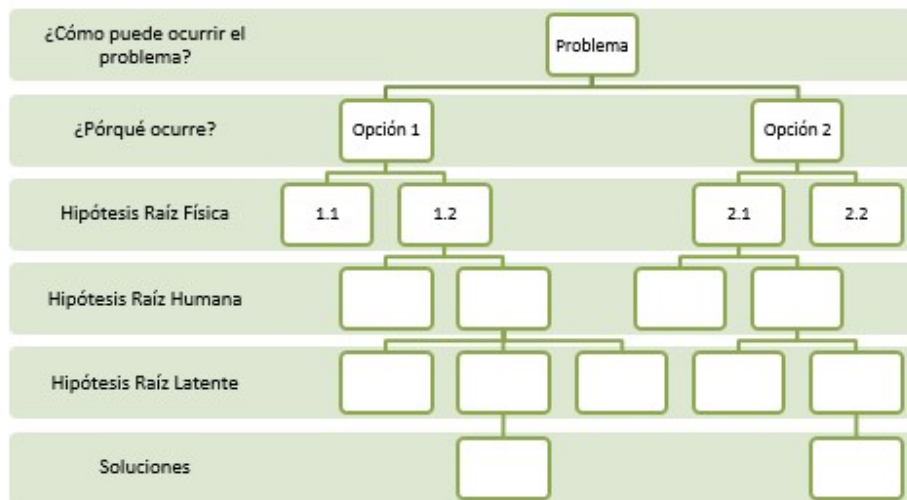 ¿Cómo puede ocurrir el
problema?
Problema
¿Pórqué ocurre?
Opción 1
Opción 2
Hipótesis Raíz Física
1.1
1.2
2.1
2.2
Hipótesis Raíz Humana
Hipótesis Raíz Latente
Soluciones